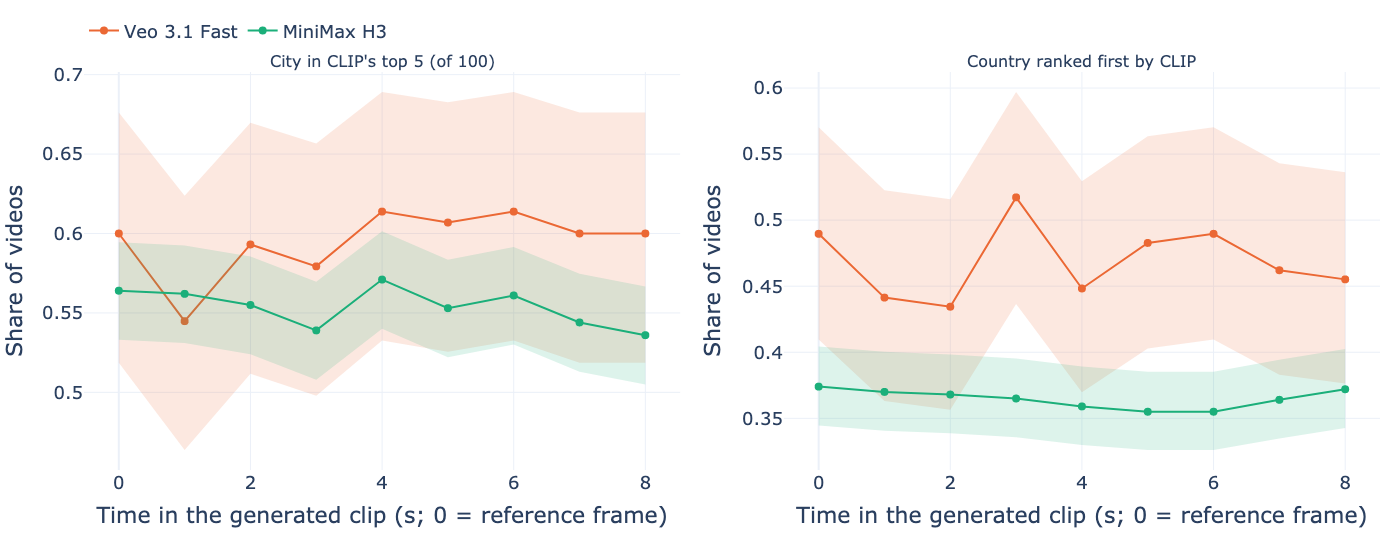 Veo 3.1 Fast
MiniMax H3
City in CLIP's top 5 (of 100)
Country ranked first by CLIP
Share of videos
0.7
0.65
0.6
0.55
0.5
0 2 4 6 8
Time in the generated clip (s; 0 = reference frame)
Share of videos
0.6
0.55
0.5
0.45
0.4
0.35
0 2 4 6 8
Time in the generated clip (s; 0 = reference frame)